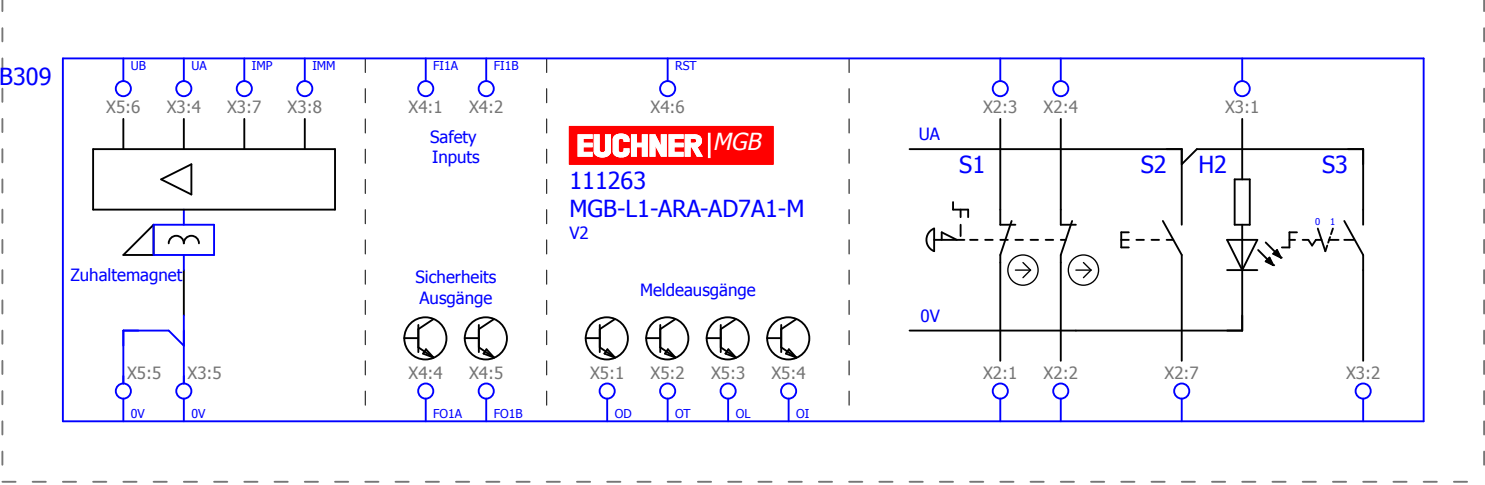 B309
UB UA IMP IMM FI1A FI1B RST
X5:6 X3:4 X3:7 X3:8 X4:1 X4:2 X4:6 X2:3 X2:4 X3:1
Safety
Inputs
EUCHNER MGB
111263
MGB-L1-ARA-AD7A1-M
V2
UA
S1 S2 H2 S3
0 1
Zuhaltemagnet
Sicherheits
Ausgänge
Meldeausgänge
0V
X5:5 X3:5 X4:4 X4:5 X5:1 X5:2 X5:3 X5:4 X2:1 X2:2 X2:7 X3:2
0V 0V FO1A FO1B OD OT OL OI